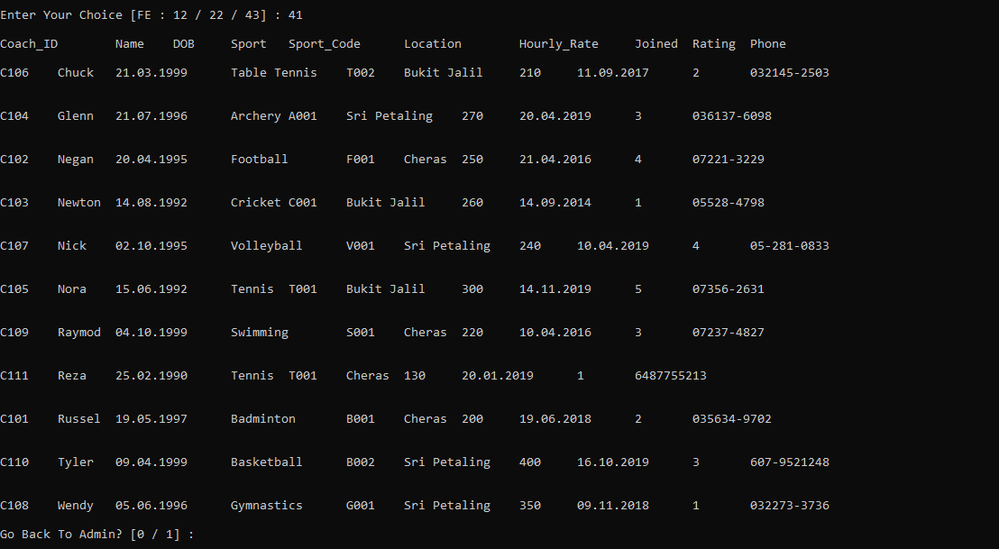 Enter Your Choice [FE : 12 / 22 / 43] : 41
Coach_ID Name DOB Sport Sport_Code Location Hourly_Rate Joined Rating Phone
C106 Chuck 21.03.1999 Table Tennis T002 Bukit Jalil 210 11.09.2017 2 032145-2503
C104 Glenn 21.07.1996 Archery A001 Sri Petaling 270 20.04.2019 3 036137-6098
C102 Negan 20.04.1995 Football F001 Cheras 250 21.04.2016 4 07221-3229
C103 Newton 14.08.1992 Cricket C001 Bukit Jalil 260 14.09.2014 1 05528-4798
C107 Nick 02.10.1995 Volleyball V001 Sri Petaling 240 10.04.2019 4 05-281-0833
C105 Nora 15.06.1992 Tennis T001 Bukit Jalil 300 14.11.2019 5 07356-2631
C109 Raymod 04.10.1999 Swimming S001 Cheras 220 10.04.2016 3 07237-4827
C111 Reza 25.02.1990 Tennis T001 Cheras 130 20.01.2019 1 6487755213
C101 Russel 19.05.1997 Badminton B001 Cheras 200 19.06.2018 2 035634-9702
C110 Tyler 09.04.1999 Basketball B002 Sri Petaling 400 16.10.2019 3 607-9521248
C108 Wendy 05.06.1996 Gymnastics G001 Sri Petaling 350 09.11.2018 1 032273-3736
Go Back To Admin? [0 / 1] :